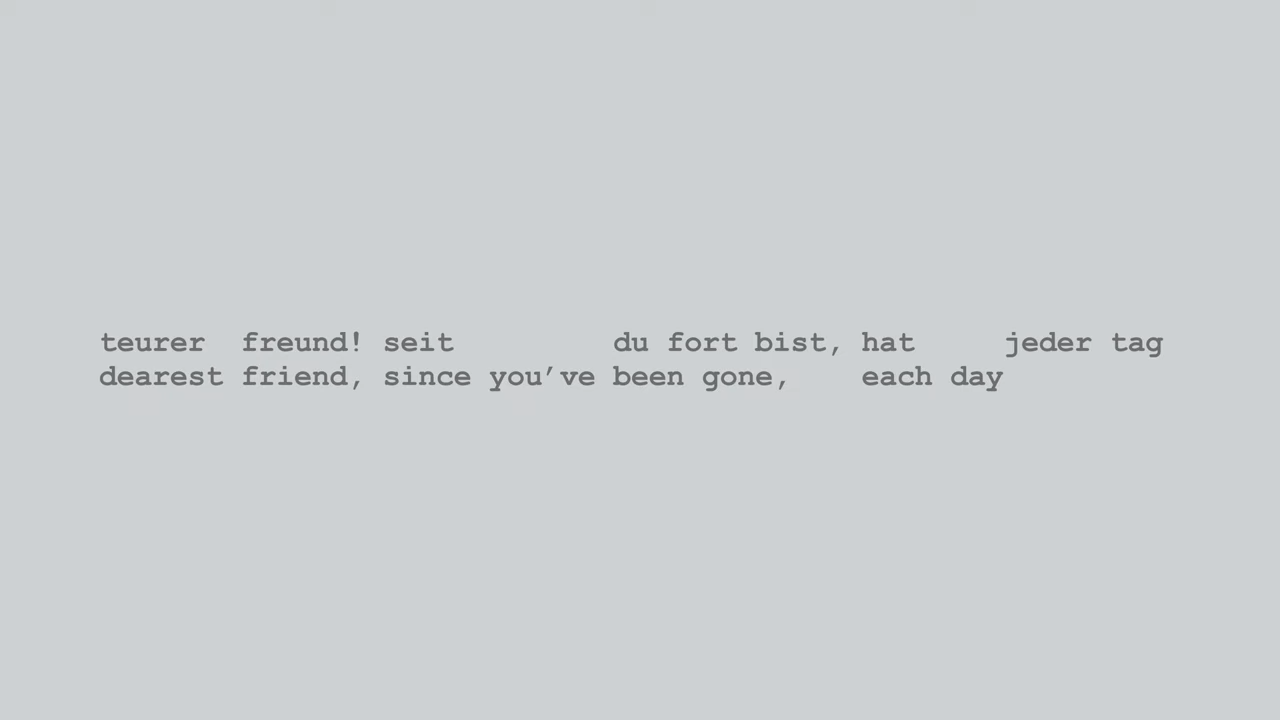 teurer freund! seit du fort bist, hat jeder tag
dearest friend, since you’ve been gone, each day